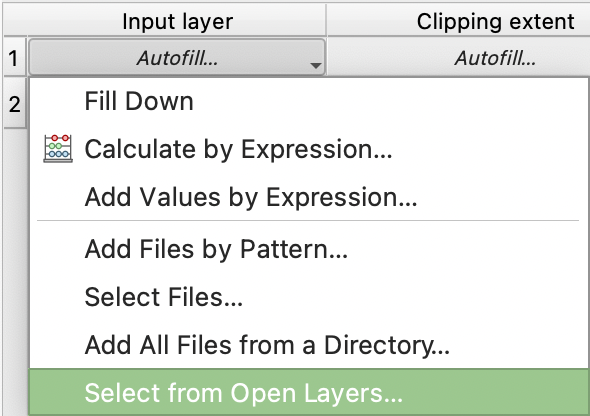 Input layer Clipping extent
1 Autofill... Autofill...
2
Fill Down
Calculate by Expression...
Add Values by Expression...
Add Files by Pattern...
Select Files...
Add All Files from a Directory...
Select from Open Layers...